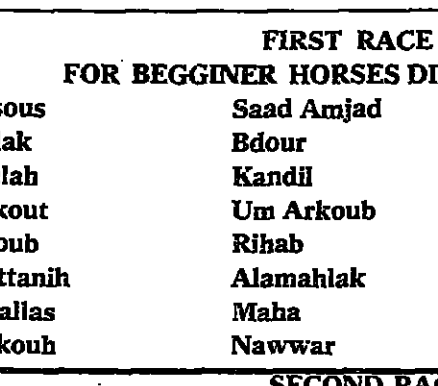 FIRST RACE
FOR BEGGINER HORSES DI
sous Saad Amjad
lak Bdour
lah Kandil
kout Um Arkoub
oub Rihab
ttanih Alamahlak
allas Maha
kouh Nawwar
SECOND RA